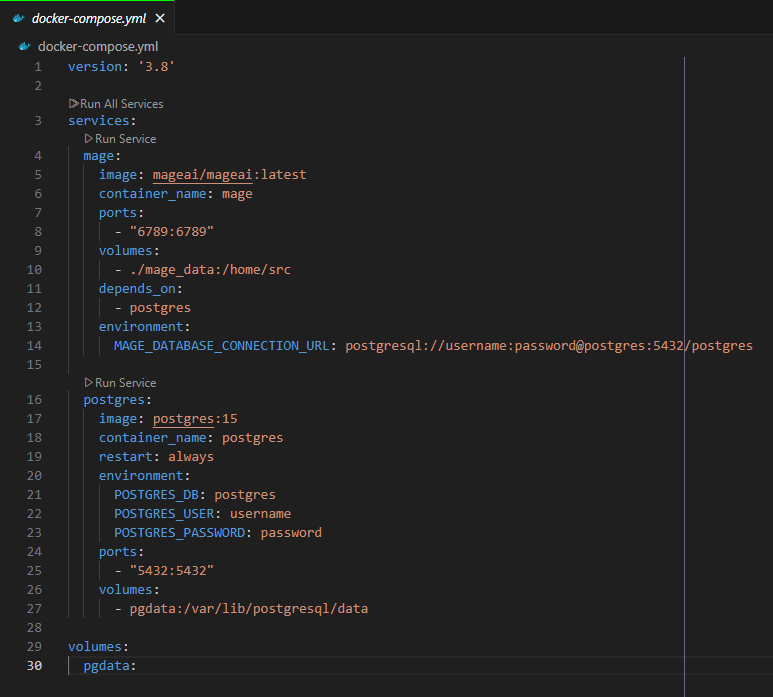 docker-compose.yml
docker-compose.yml
1 version: '3.8'
2
Run All Services
3 services:
Run Service
4   mage:
5     image: mageai/mageai:latest
6     container_name: mage
7     ports:
8       - "6789:6789"
9     volumes:
10       - ./mage_data:/home/src
11     depends_on:
12       - postgres
13     environment:
14       MAGE_DATABASE_CONNECTION_URL: postgresql://username:password@postgres:5432/postgres
15
Run Service
16   postgres:
17     image: postgres:15
18     container_name: postgres
19     restart: always
20     environment:
21       POSTGRES_DB: postgres
22       POSTGRES_USER: username
23       POSTGRES_PASSWORD: password
24     ports:
25       - "5432:5432"
26     volumes:
27       - pgdata:/var/lib/postgresql/data
28
29 volumes:
30   pgdata: